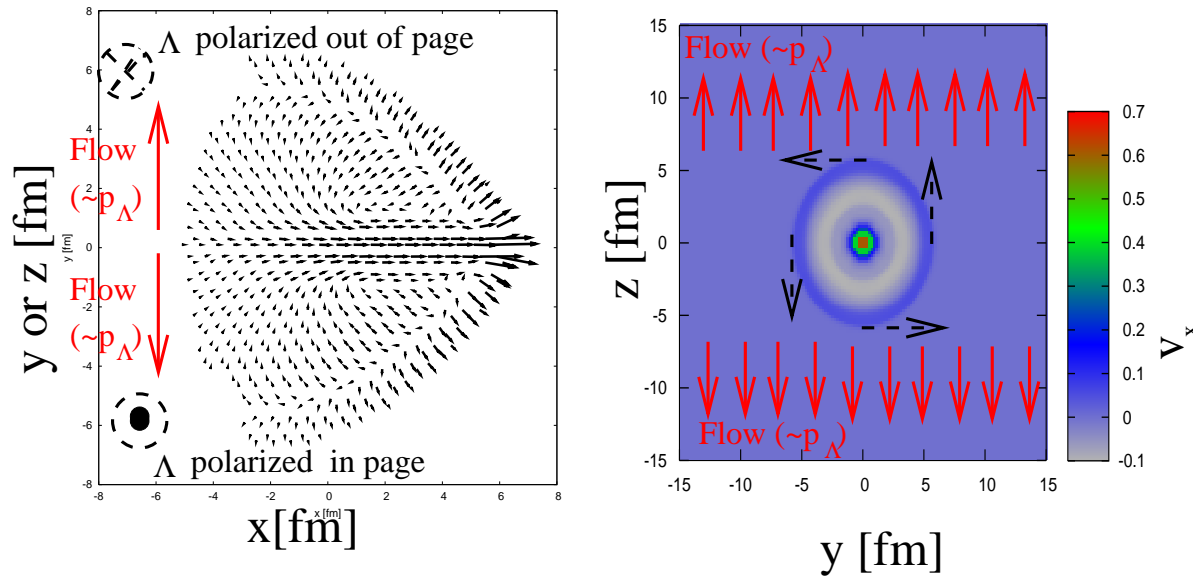 Λ polarized out of page
8
6
4
2
0
-2
-4
-6
-8
Flow
(~p_Λ)
Flow
(~p_Λ)
y or z [fm]
y [fm]
Λ polarized in page
-8 -6 -4 -2 0 2 4 6 8
x[fm]
x [fm]
15
10
5
0
-5
-10
-15
Flow (~p_Λ)
Flow (~p_Λ)
z [fm]
-15 -10 -5 0 5 10 15
y [fm]
0.7
0.6
0.5
0.4
0.3
0.2
0.1
0
-0.1
V_x